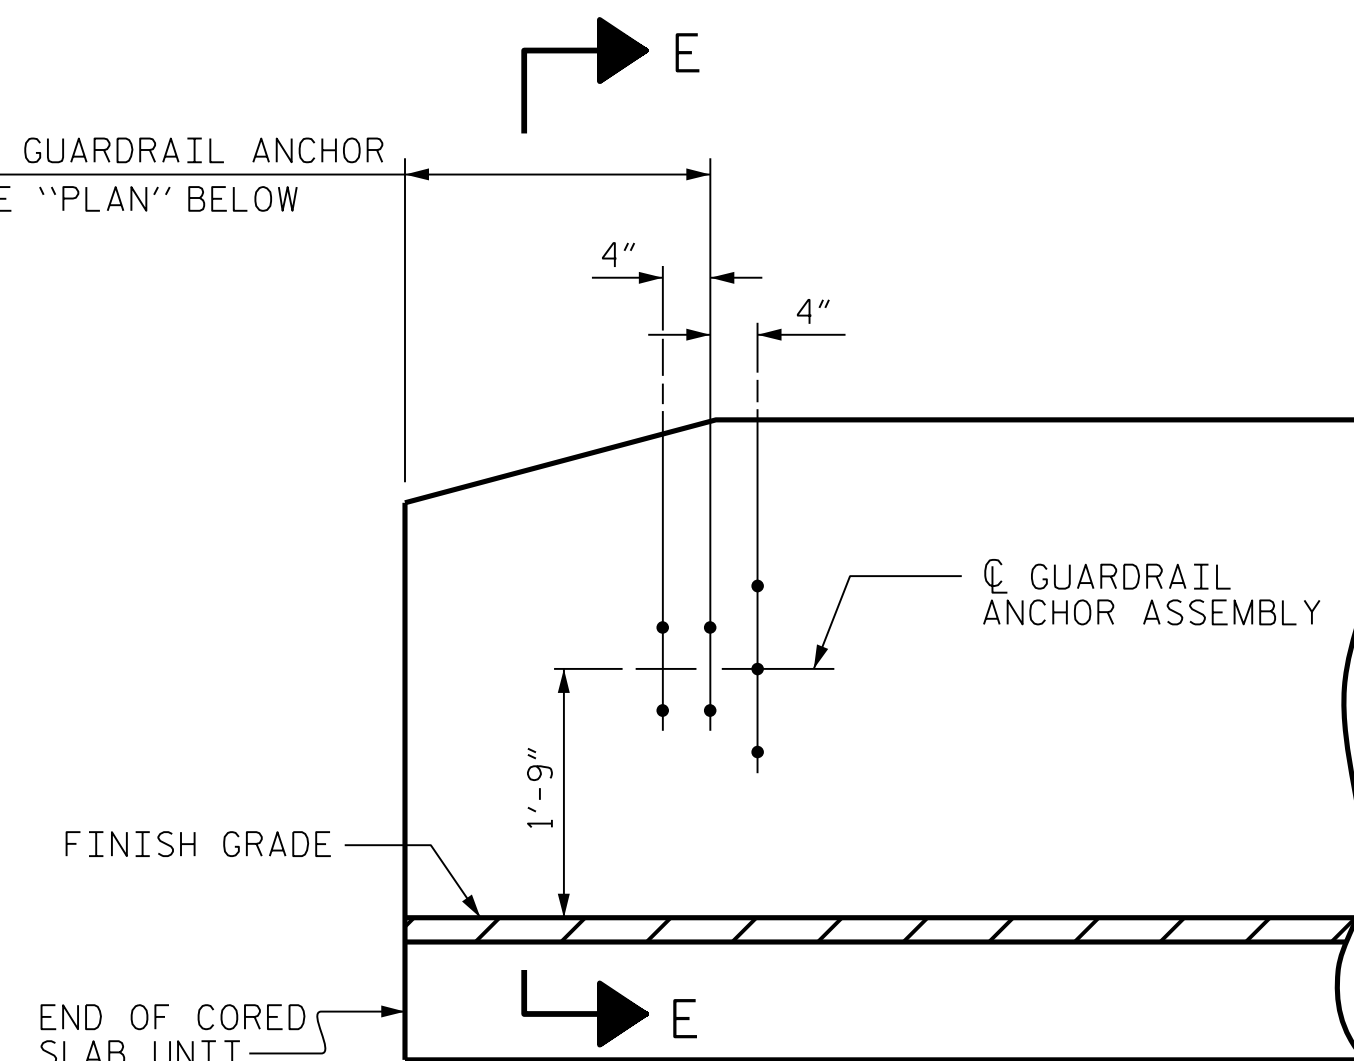 E
GUARDRAIL ANCHOR
E "PLAN" BELOW
4"
4"
℄ GUARDRAIL
ANCHOR ASSEMBLY
1'-9"
FINISH GRADE
END OF CORED
SLAB UNIT
E